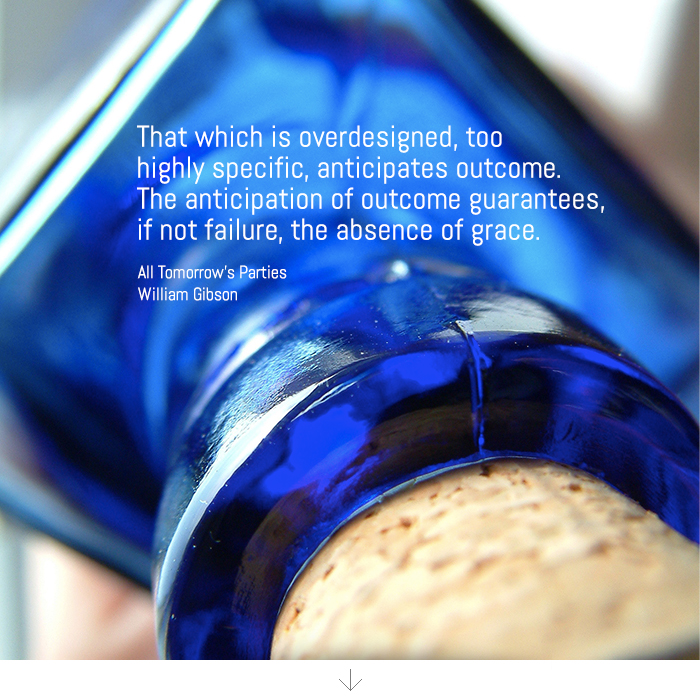 That which is overdesigned, too
highly specific, anticipates outcome.
The anticipation of outcome guarantees,
if not failure, the absence of grace.
All Tomorrow's Parties
William Gibson